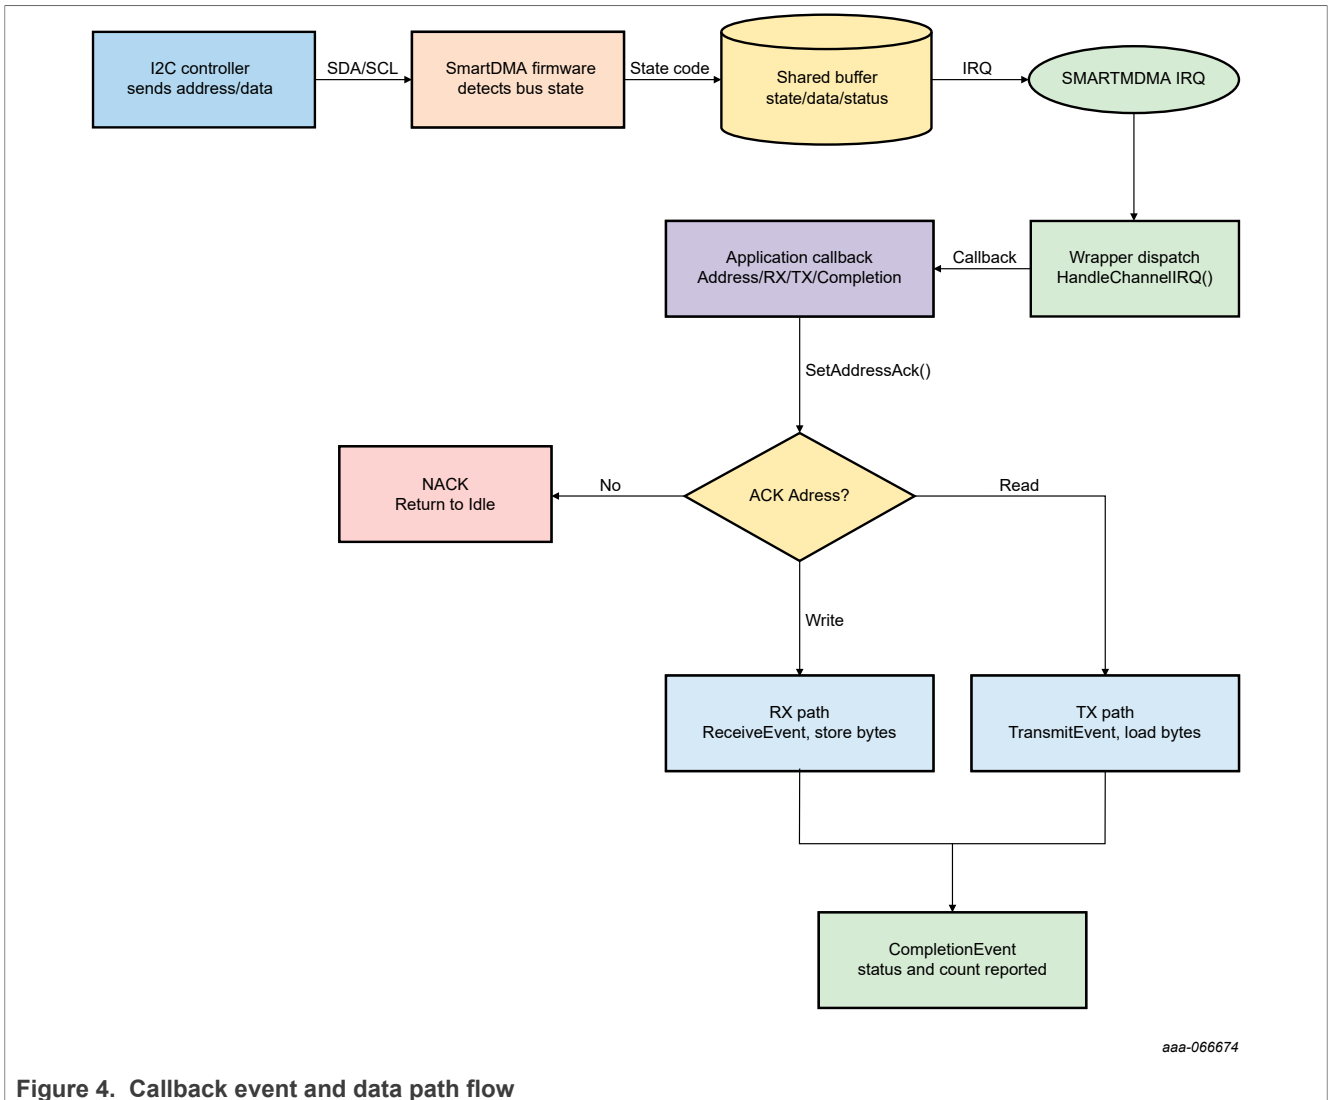 I2C controller
sends address/data
SDA/SCL
SmartDMA firmware
detects bus state
State code
Shared buffer
state/data/status
IRQ
SMARTMDMA IRQ
Application callback
Address/RX/TX/Completion
Callback
Wrapper dispatch
HandleChannelIRQ()
SetAddressAck()
NACK
Return to Idle
No
ACK Adress?
Read
Write
RX path
ReceiveEvent, store bytes
TX path
TransmitEvent, load bytes
CompletionEvent
status and count reported
aaa-066674
Figure 4. Callback event and data path flow